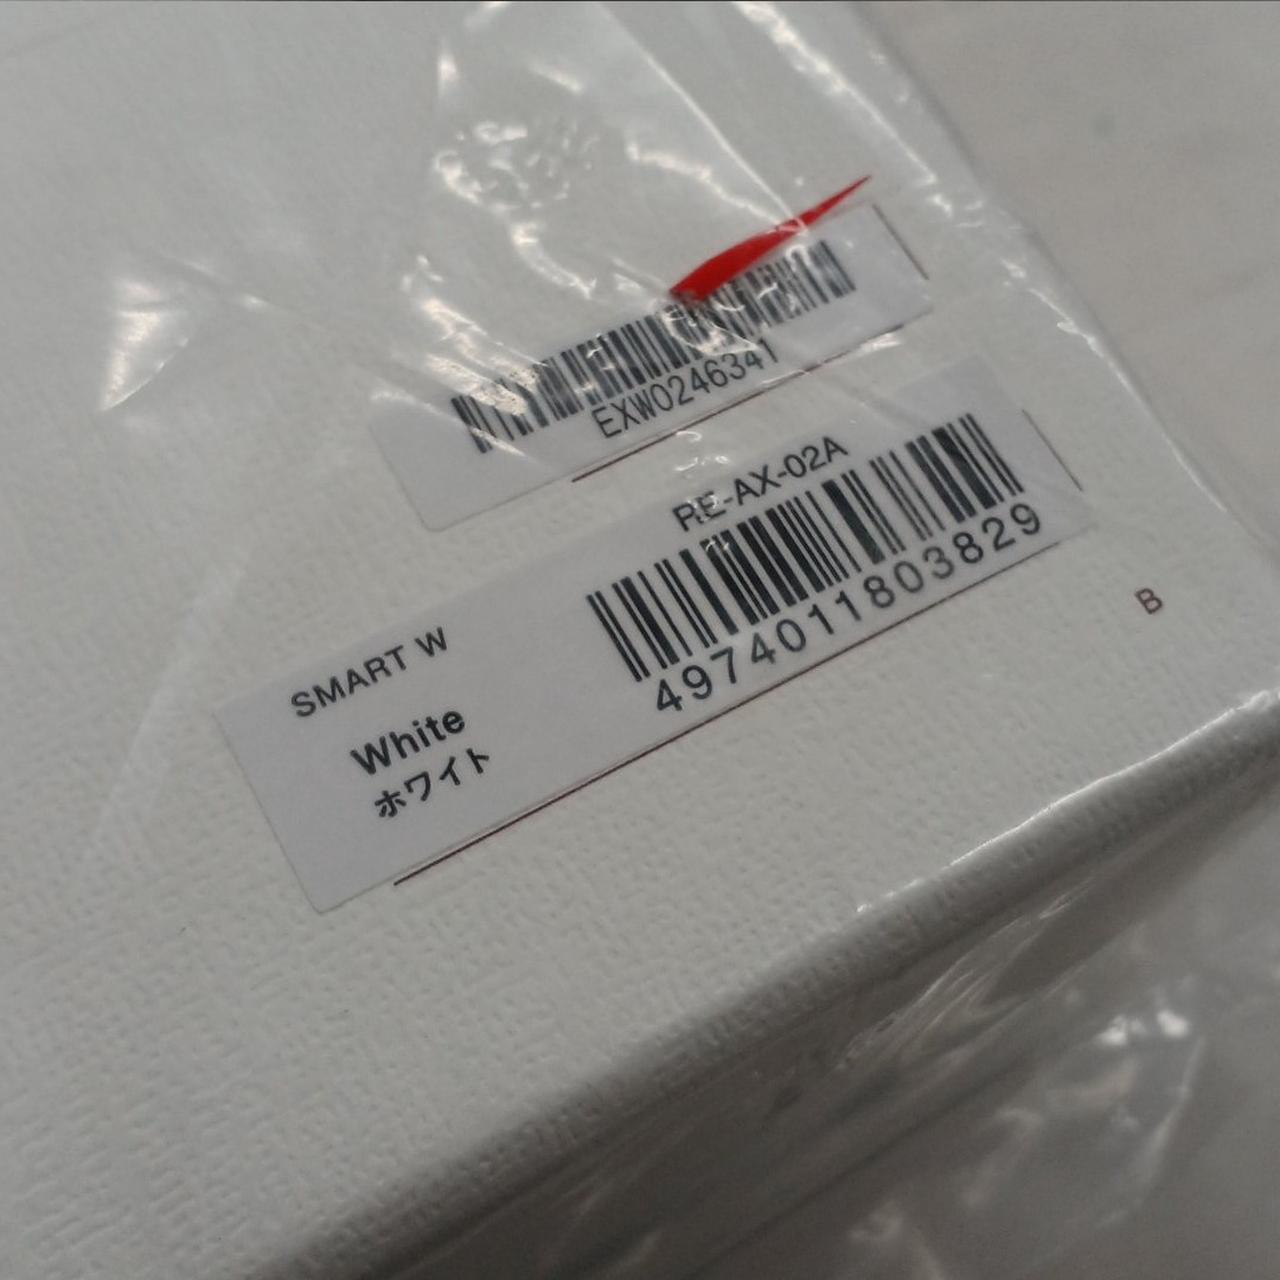 EXW0246341
RE-AX-02A
4974011803829
SMART W
White
ホワイト
B